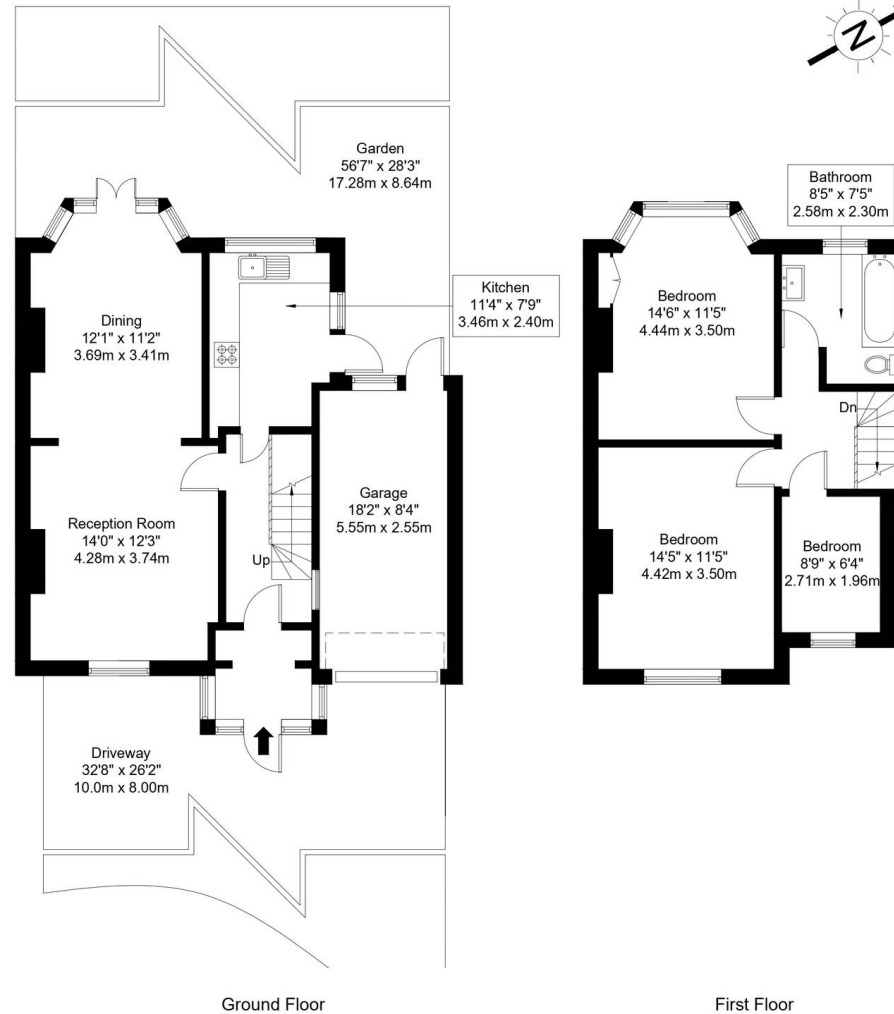 N
Garden
56'7" x 28'3"
17.28m x 8.64m
Bathroom
8'5" x 7'5"
2.58m x 2.30m
Kitchen
11'4" x 7'9"
3.46m x 2.40m
Dining
12'1" x 11'2"
3.69m x 3.41m
Bedroom
14'6" x 11'5"
4.44m x 3.50m
Dn
Reception Room
14'0" x 12'3"
4.28m x 3.74m
Up
Garage
18'2" x 8'4"
5.55m x 2.55m
Bedroom
14'5" x 11'5"
4.42m x 3.50m
Bedroom
8'9" x 6'4"
2.71m x 1.96m
Driveway
32'8" x 26'2"
10.0m x 8.00m
Ground Floor
First Floor